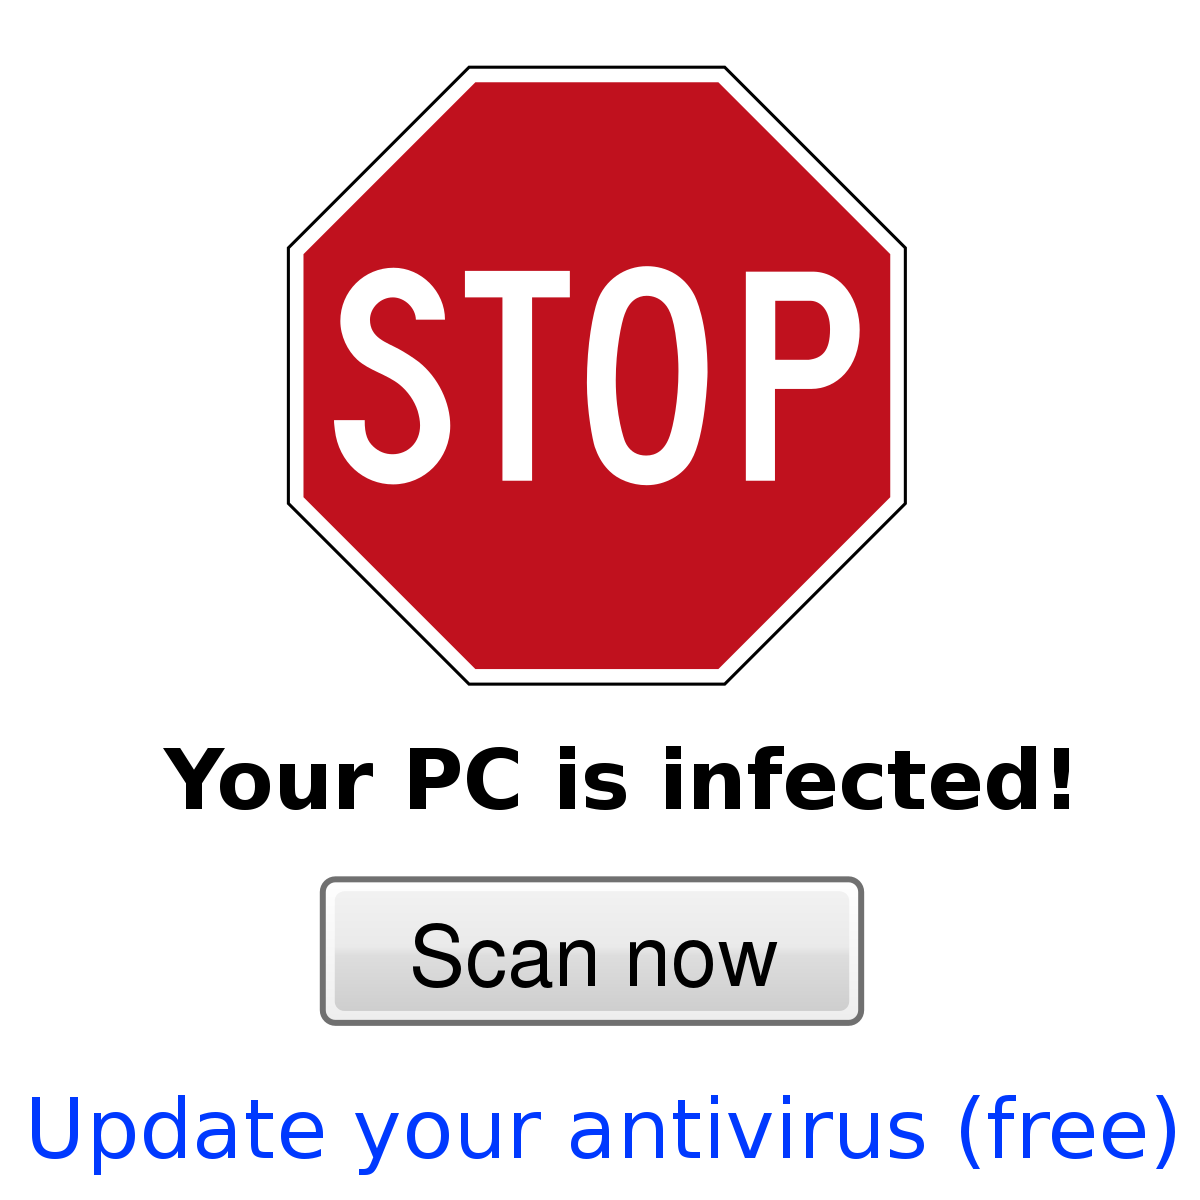 STOP
Your PC is infected!
Scan now
Update your antivirus (free)